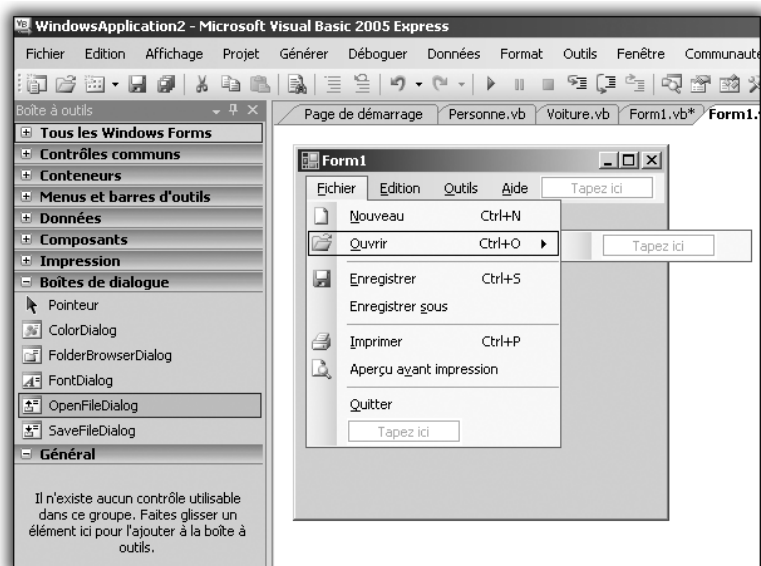 WindowsApplication2 - Microsoft Visual Basic 2005 Express
Fichier Edition Affichage Projet Générer Déboguer Données Format Outils Fenêtre Communauté
Boîte à outils
Page de démarrage Personne.vb Voiture.vb Form1.vb* Form1.v
Tous les Windows Forms
Contrôles communs
Conteneurs
Menus et barres d'outils
Données
Composants
Impression
Boîtes de dialogue
Pointeur
ColorDialog
FolderBrowserDialog
FontDialog
OpenFileDialog
SaveFileDialog
Général
Il n'existe aucun contrôle utilisable
dans ce groupe. Faites glisser un
élément ici pour l'ajouter à la boîte à
outils.
Form1
Fichier Edition Outils Aide Tapez ici
Nouveau Ctrl+N
Ouvrir Ctrl+O Tapez ici
Enregistrer Ctrl+S
Enregistrer sous
Imprimer Ctrl+P
Aperçu avant impression
Quitter
Tapez ici